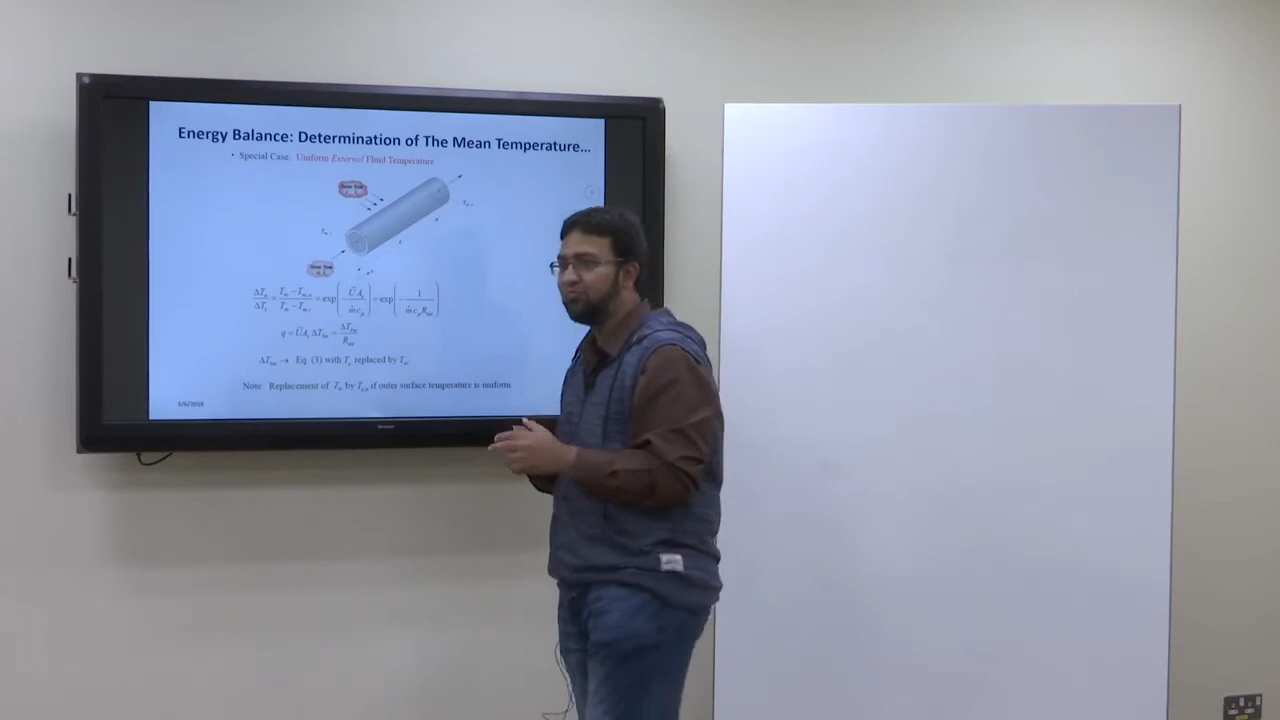 Energy Balance: Determination of The Mean Temperature…
• Special Case: Uniform External Fluid Temperature
ΔT_o/ΔT_i = (T_∞ − T_m,o)/(T_∞ − T_m,i) = exp(−ŪA_s/(ṁc_p)) = exp(−1/(ṁc_pR_tot))
q = ŪA_s ΔT_ℓm = ΔT_ℓm/R_tot
ΔT_ℓm → Eq. (3) with T_s replaced by T_∞.
Note: Replacement of T_∞ by T_s,o if outer surface temperature is uniform